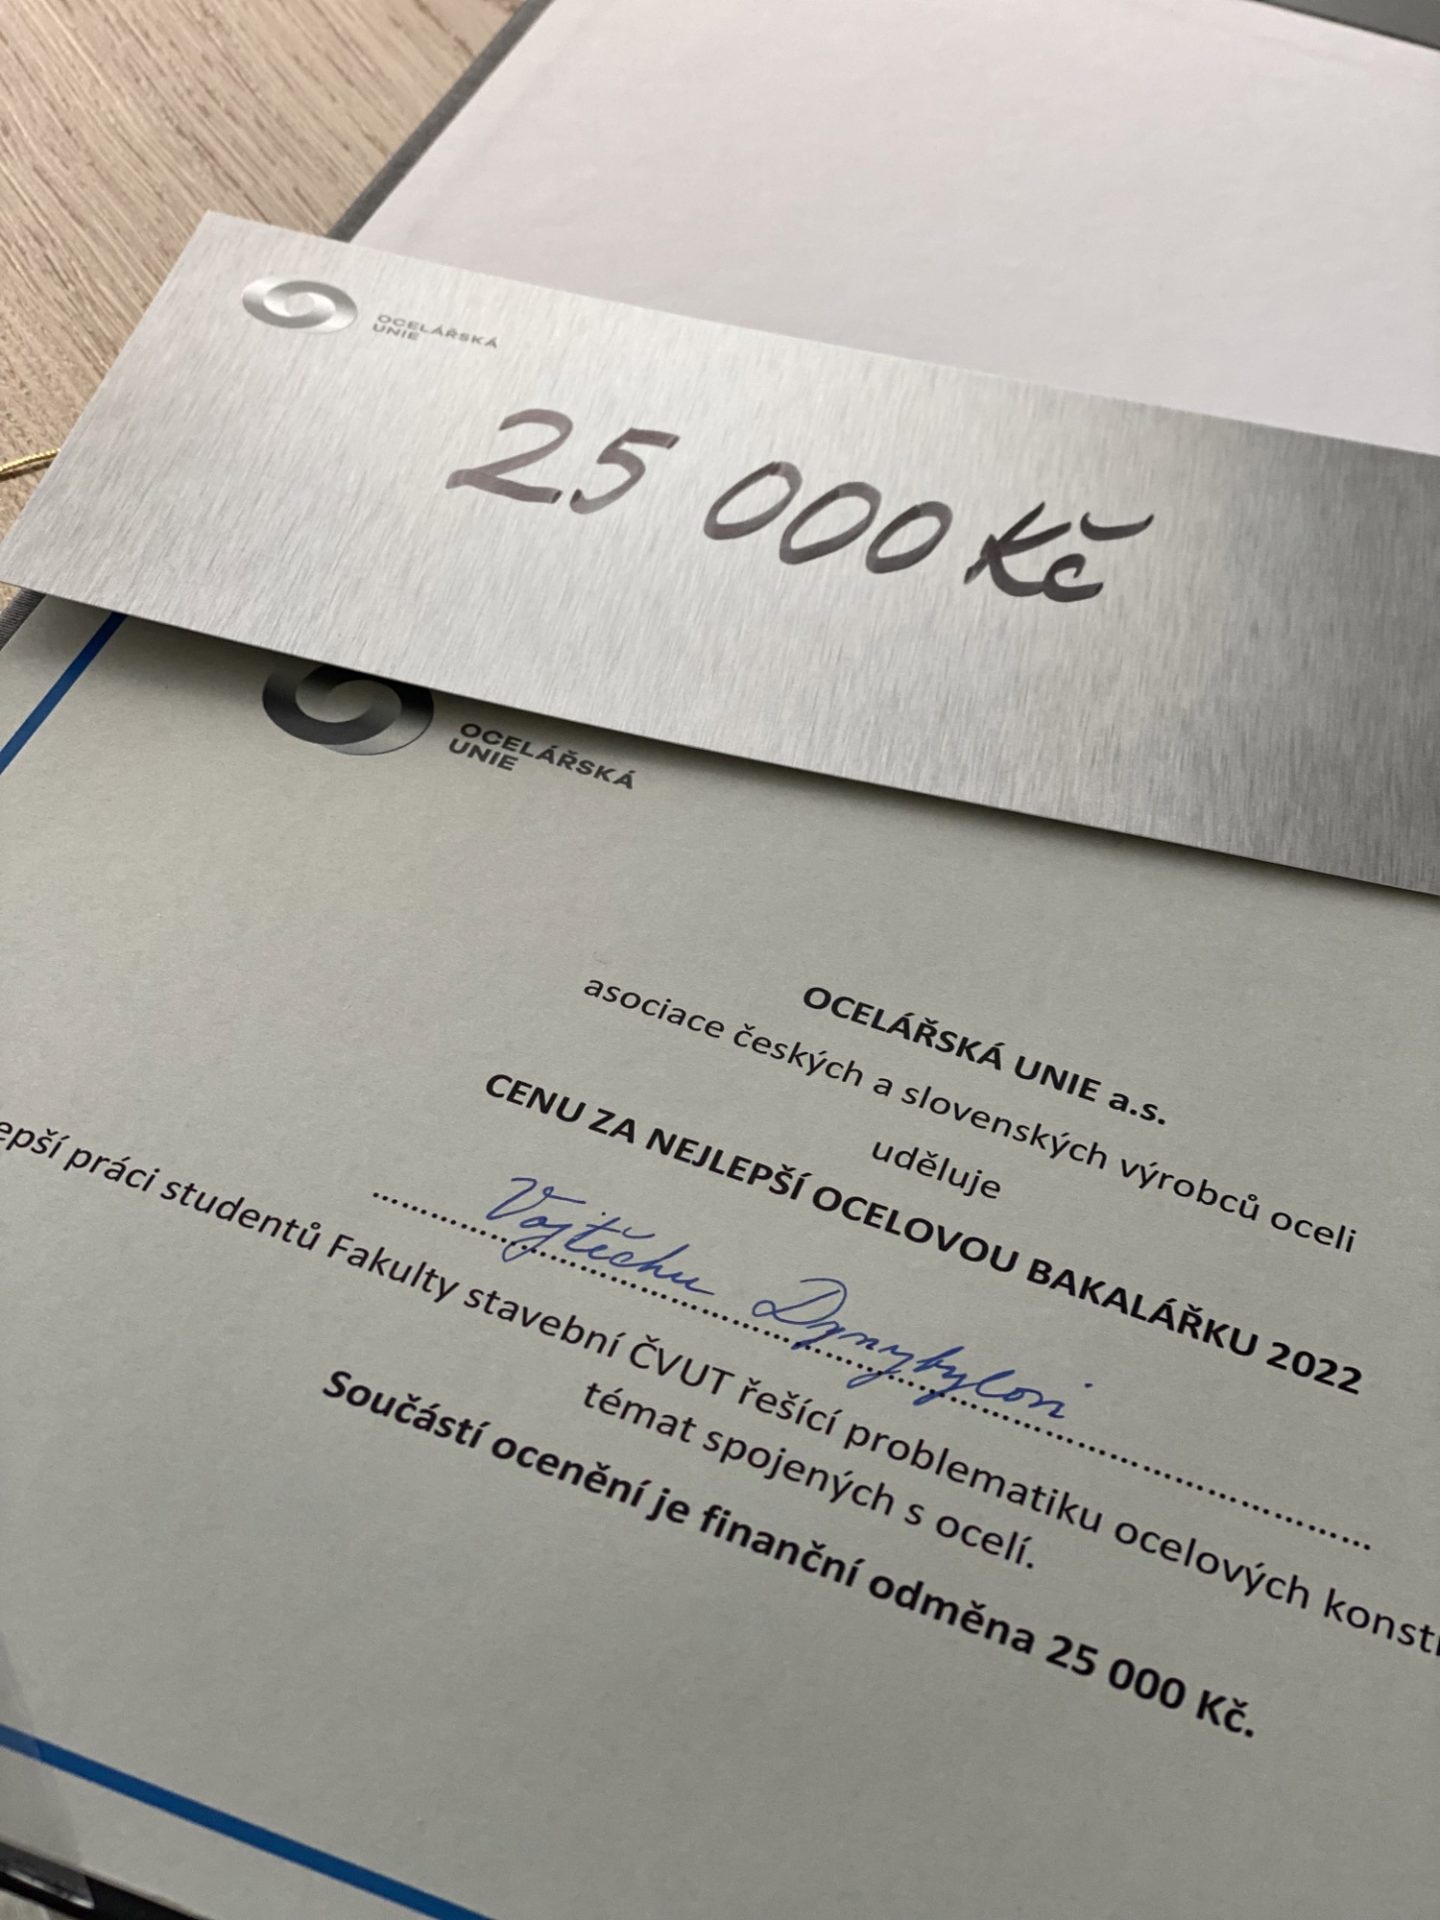 OCELÁŘSKÁ
UNIE
25 000 Kč
OCELÁŘSKÁ
UNIE
OCELÁŘSKÁ UNIE a.s.
asociace českých a slovenských výrobců oceli
uděluje
CENU ZA NEJLEPŠÍ OCELOVOU BAKALÁŘKU 2022
Vojtěchu
práci studentů Fakulty stavební ČVUT řešící problematiku ocelových
témat spojených s ocelí.
Součástí ocenění je finanční odměna 25 000 Kč.